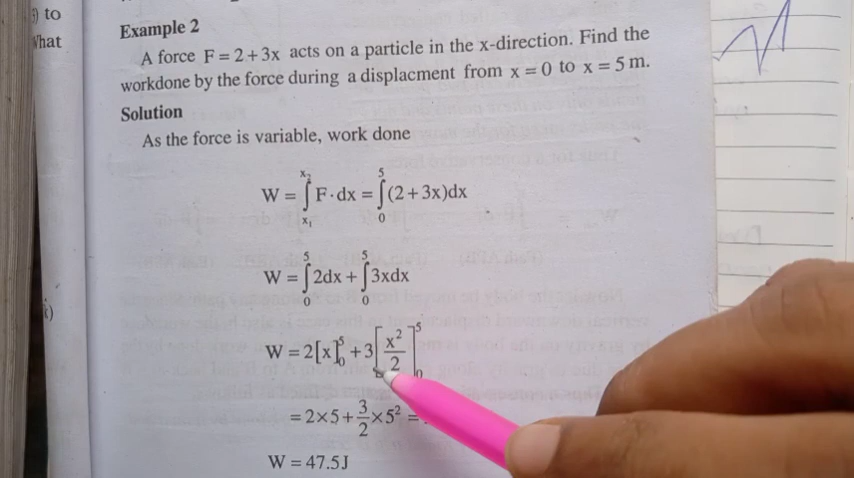 ) to
What
Example 2
A force F = 2 + 3x acts on a particle in the x-direction. Find the
workdone by the force during a displacment from x = 0 to x = 5 m.
Solution
As the force is variable, work done
W = ∫_{x₁}^{x₂} F·dx = ∫_0^5 (2 + 3x)dx
W = ∫_0^5 2dx + ∫_0^5 3xdx
W = 2[x]_0^5 + 3[x²/2]_0^5
= 2×5 + 3/2 × 5² =
W = 47.5J